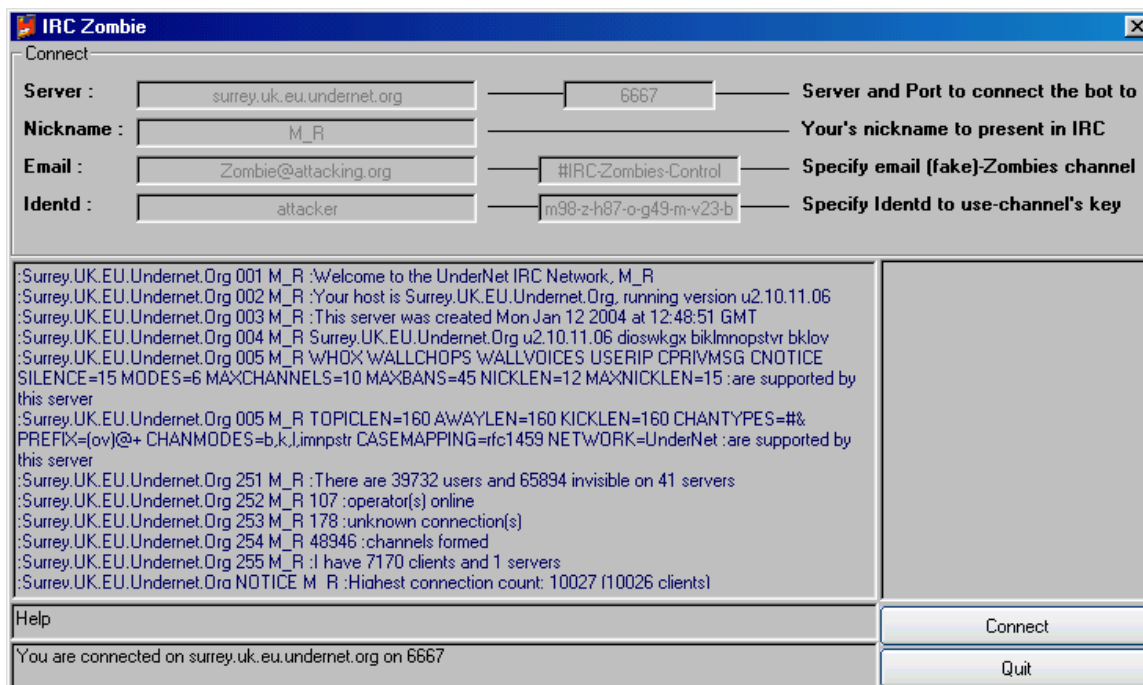 IRC Zombie
Connect
Server : surrey.uk.eu.undernet.org 6667 Server and Port to connect the bot to
Nickname : M_R Your's nickname to present in IRC
Email : Zombie@attacking.org #IRC-Zombies-Control Specify email (fake)-Zombies channel
Identd : attacker m98-z-h87-o-g49-m-v23-b Specify Identd to use-channel's key
:Surrey.UK.EU.Undernet.Org 001 M_R :Welcome to the UnderNet IRC Network, M_R
:Surrey.UK.EU.Undernet.Org 002 M_R :Your host is Surrey.UK.EU.Undernet.Org, running version u2.10.11.06
:Surrey.UK.EU.Undernet.Org 003 M_R :This server was created Mon Jan 12 2004 at 12:48:51 GMT
:Surrey.UK.EU.Undernet.Org 004 M_R Surrey.UK.EU.Undernet.Org u2.10.11.06 dioswkgx biklmnopstvr bklov
:Surrey.UK.EU.Undernet.Org 005 M_R WHOX WALLCHOPS WALLVOICES USERIP CPRIVMSG CNOTICE
SILENCE=15 MODES=6 MAXCHANNELS=10 MAXBANS=45 NICKLEN=12 MAXNICKLEN=15 :are supported by
this server
:Surrey.UK.EU.Undernet.Org 005 M_R TOPICLEN=160 AWAYLEN=160 KICKLEN=160 CHANTYPES=#&
PREFIX=(ov)@+ CHANMODES=b,k,l,imnpstr CASEMAPPING=rfc1459 NETWORK=UnderNet :are supported by
this server
:Surrey.UK.EU.Undernet.Org 251 M_R :There are 39732 users and 65894 invisible on 41 servers
:Surrey.UK.EU.Undernet.Org 252 M_R 107 :operator(s) online
:Surrey.UK.EU.Undernet.Org 253 M_R 178 :unknown connection(s)
:Surrey.UK.EU.Undernet.Org 254 M_R 48946 :channels formed
:Surrey.UK.EU.Undernet.Org 255 M_R :I have 7170 clients and 1 servers
:Surrey.UK.EU.Undernet.Org NOTICE M_R :Highest connection count: 10027 (10026 clients)
Help
Connect
You are connected on surrey.uk.eu.undernet.org on 6667
Quit